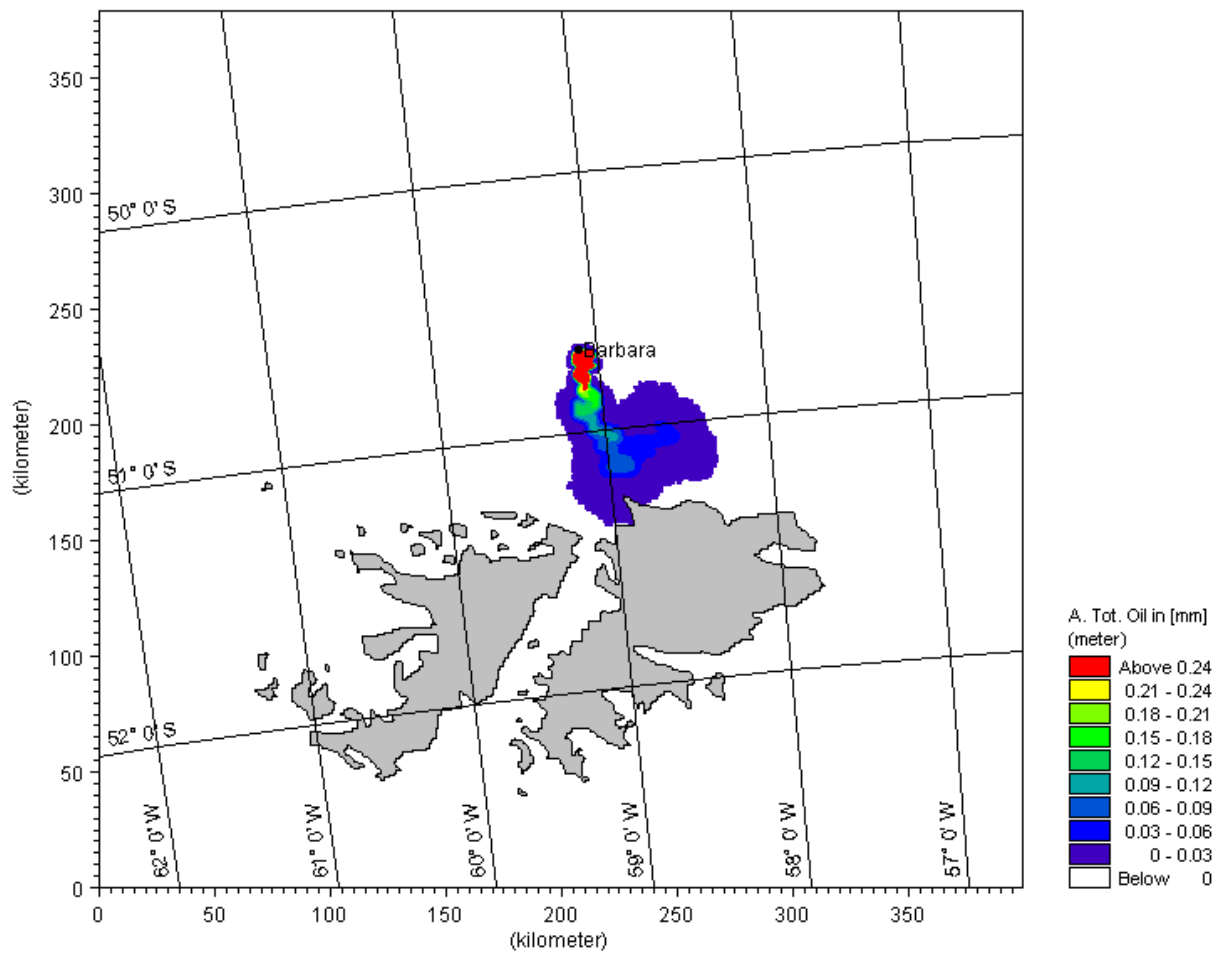 350
300
250
200
150
100
50
0
(kilometer)
50° 0' S
51° 0' S
52° 0' S
Barbara
62° 0' W
61° 0' W
60° 0' W
59° 0' W
58° 0' W
57° 0' W
0 50 100 150 200 250 300 350
(kilometer)
A. Tot. Oil in [mm]
(meter)
Above 0.24
0.21 - 0.24
0.18 - 0.21
0.15 - 0.18
0.12 - 0.15
0.09 - 0.12
0.06 - 0.09
0.03 - 0.06
0 - 0.03
Below 0